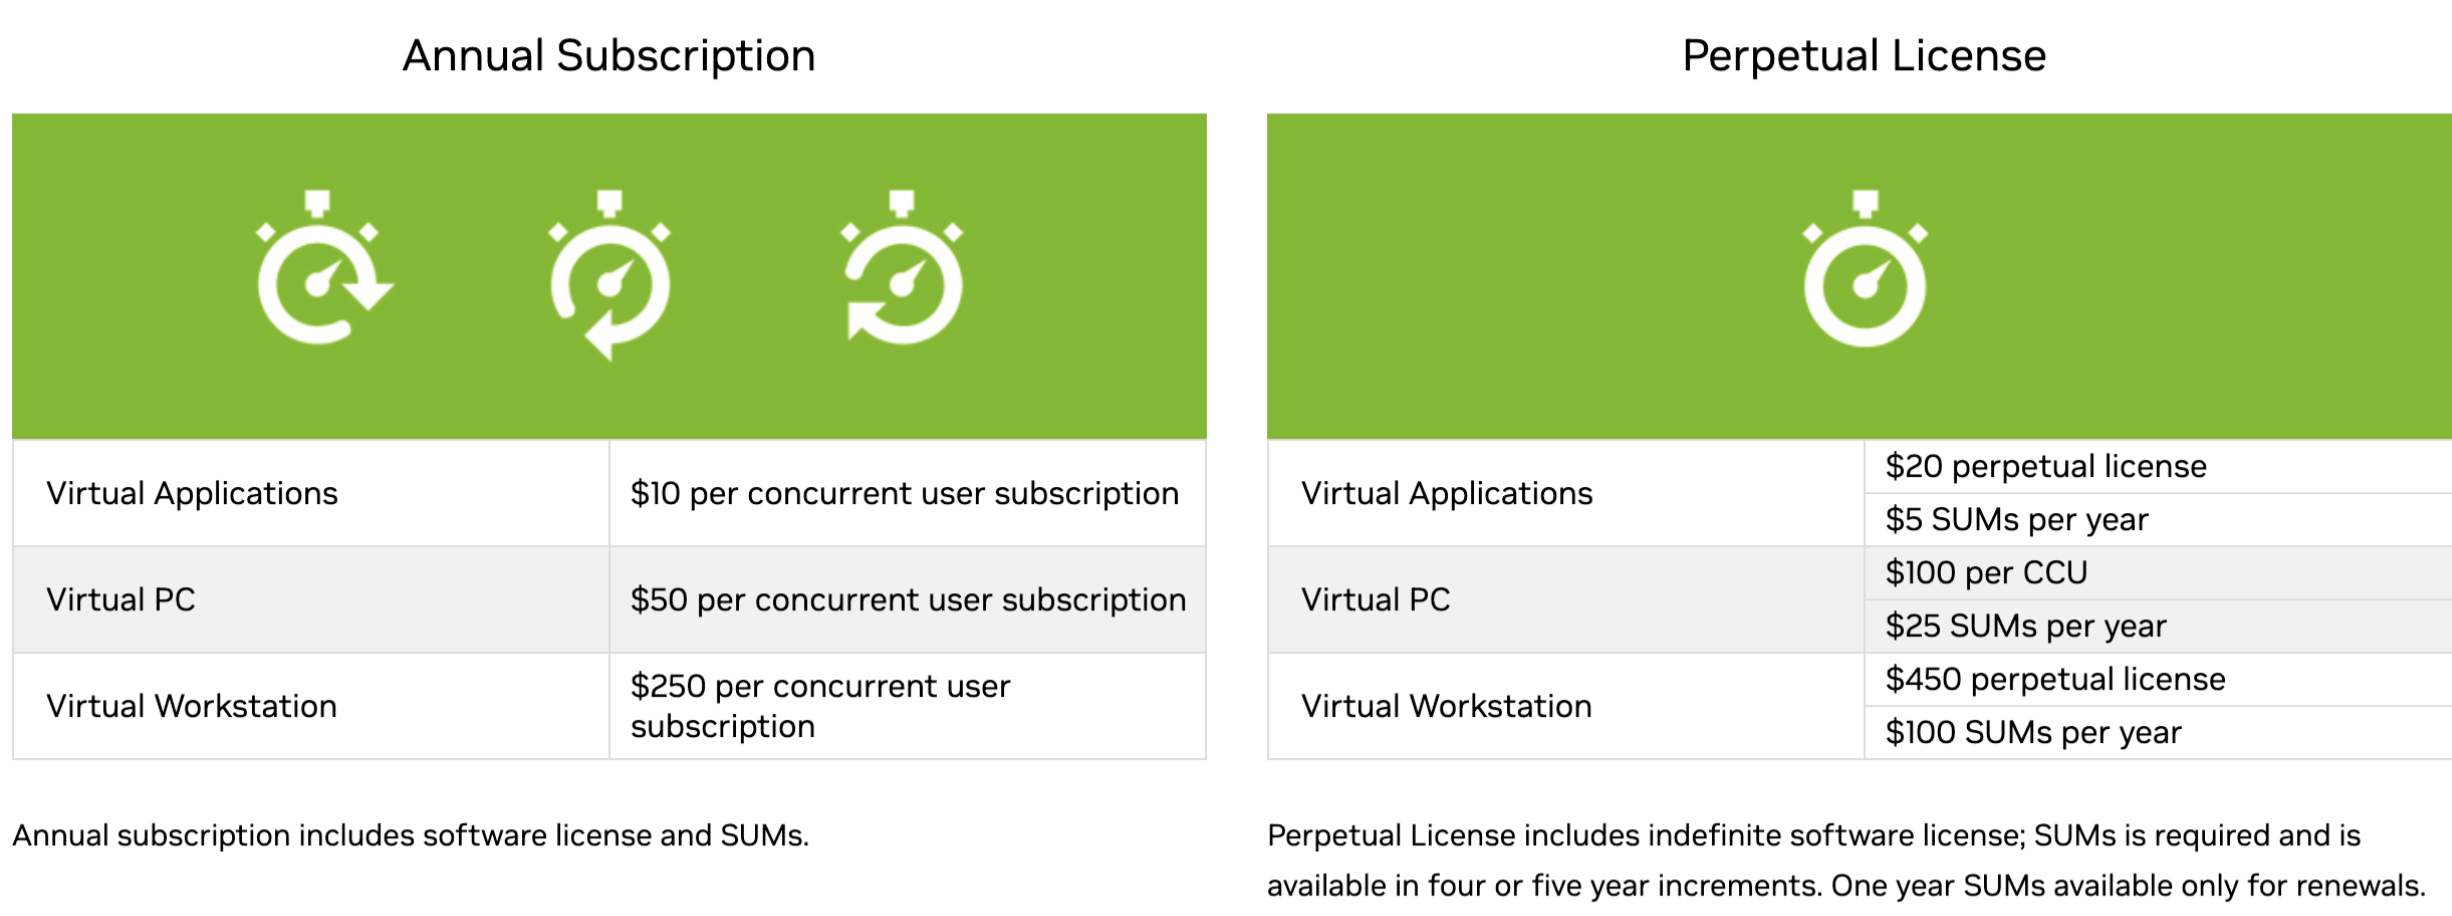 Annual Subscription
Virtual Applications
$10 per concurrent user subscription
Virtual PC
$50 per concurrent user subscription
Virtual Workstation
$250 per concurrent user
subscription
Annual subscription includes software license and SUMs.
Perpetual License
Virtual Applications
$20 perpetual license
$5 SUMs per year
Virtual PC
$100 per CCU
$25 SUMs per year
Virtual Workstation
$450 perpetual license
$100 SUMs per year
Perpetual License includes indefinite software license; SUMs is required and is
available in four or five year increments. One year SUMs available only for renewals.